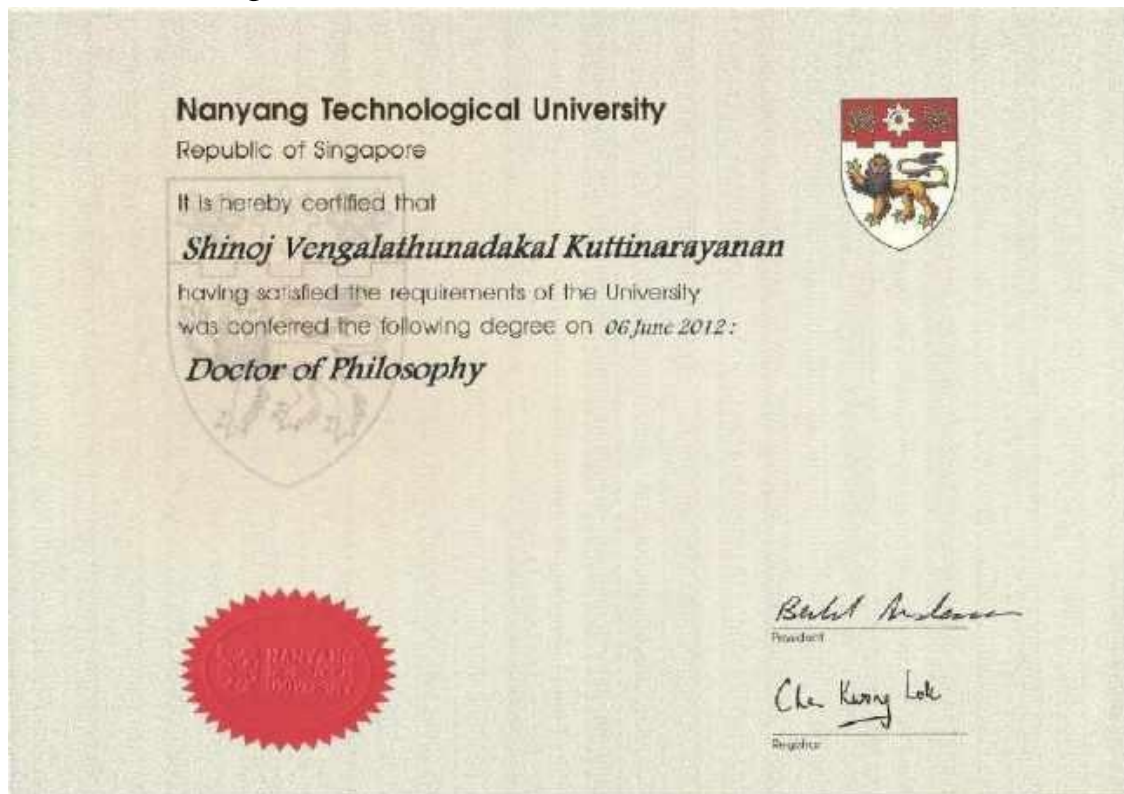 Nanyang Technological University
Republic of Singapore
It is hereby certified that
Shinoj Vengalathunadakal Kuttinarayanan
having satisfied the requirements of the University
was conferred the following degree on 06 June 2012:
Doctor of Philosophy
NANYANG
President
Registrar